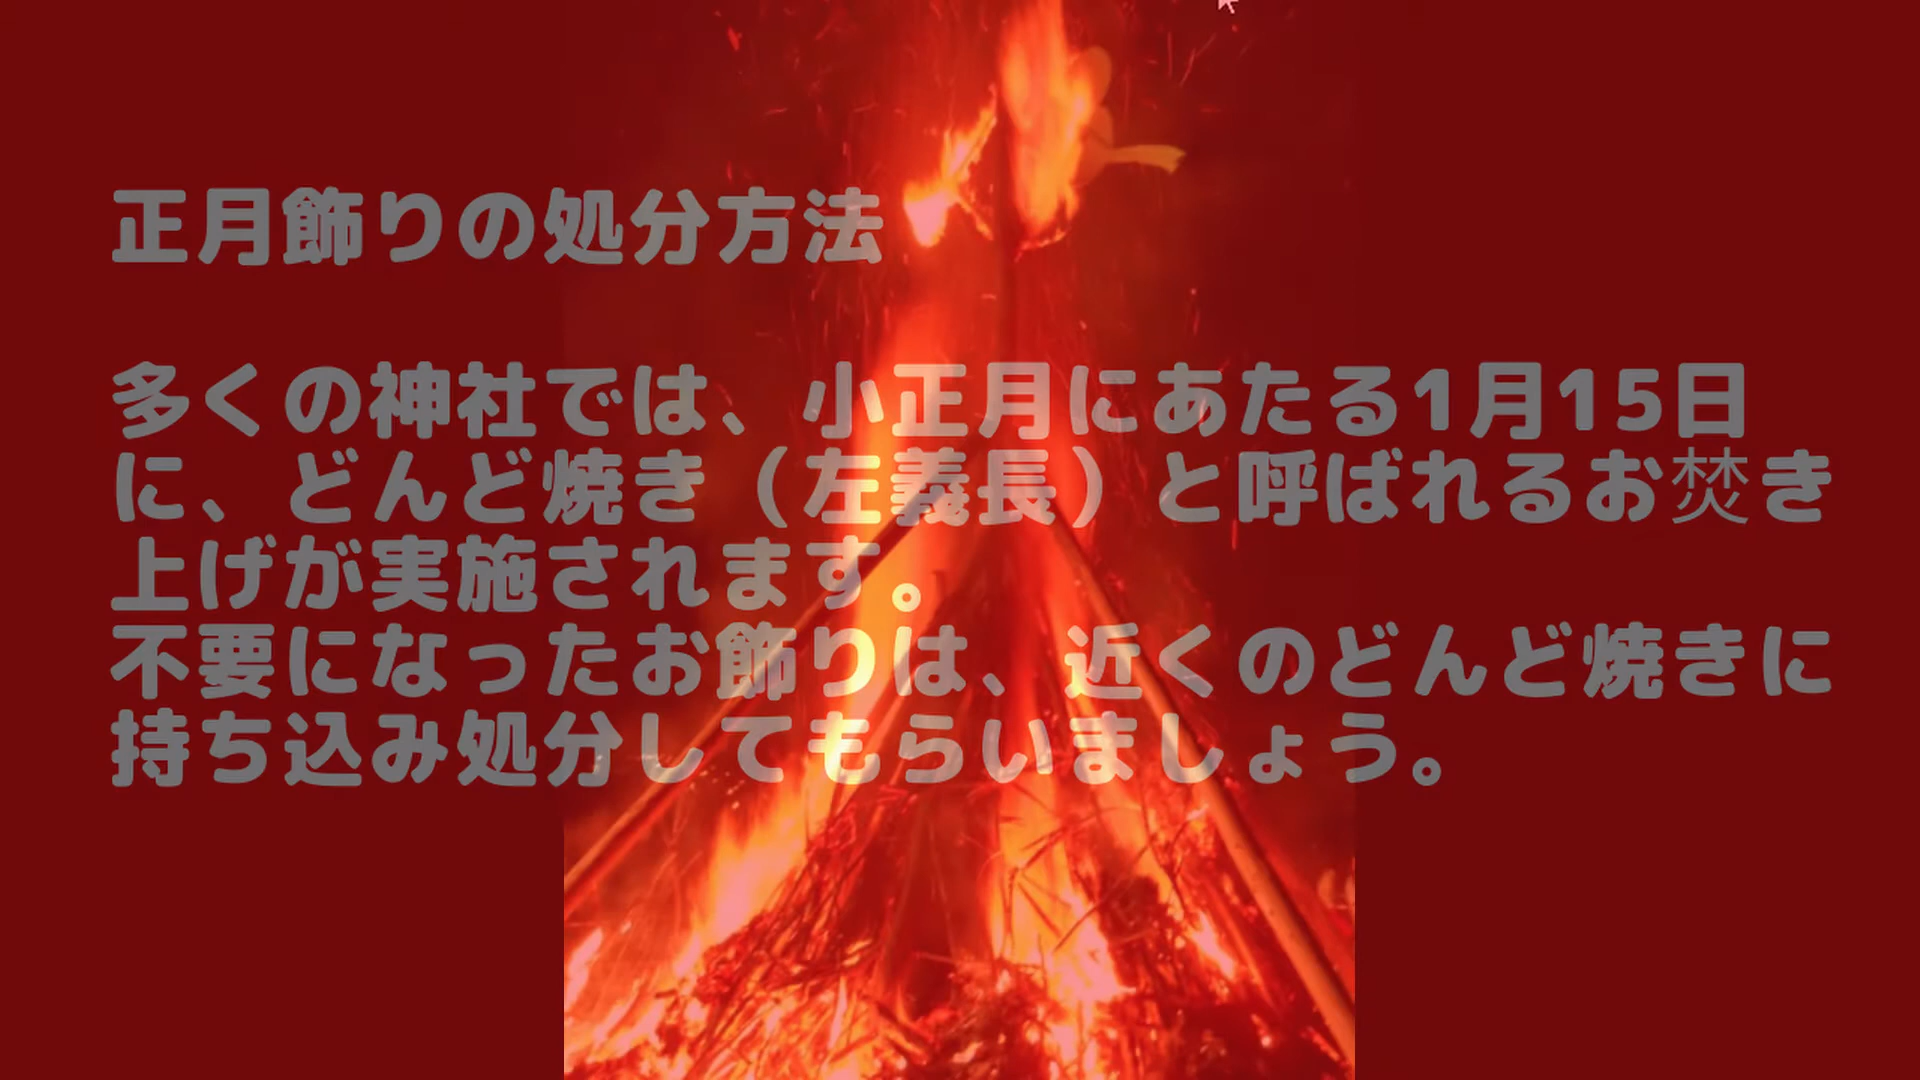 正月飾りの処分方法
多くの神社では、小正月にあたる1月15日
に、どんど焼き（左義長）と呼ばれるお焚き
上げが実施されます。
不要になったお飾りは、近くのどんど焼きに
持ち込み処分してもらいましょう。